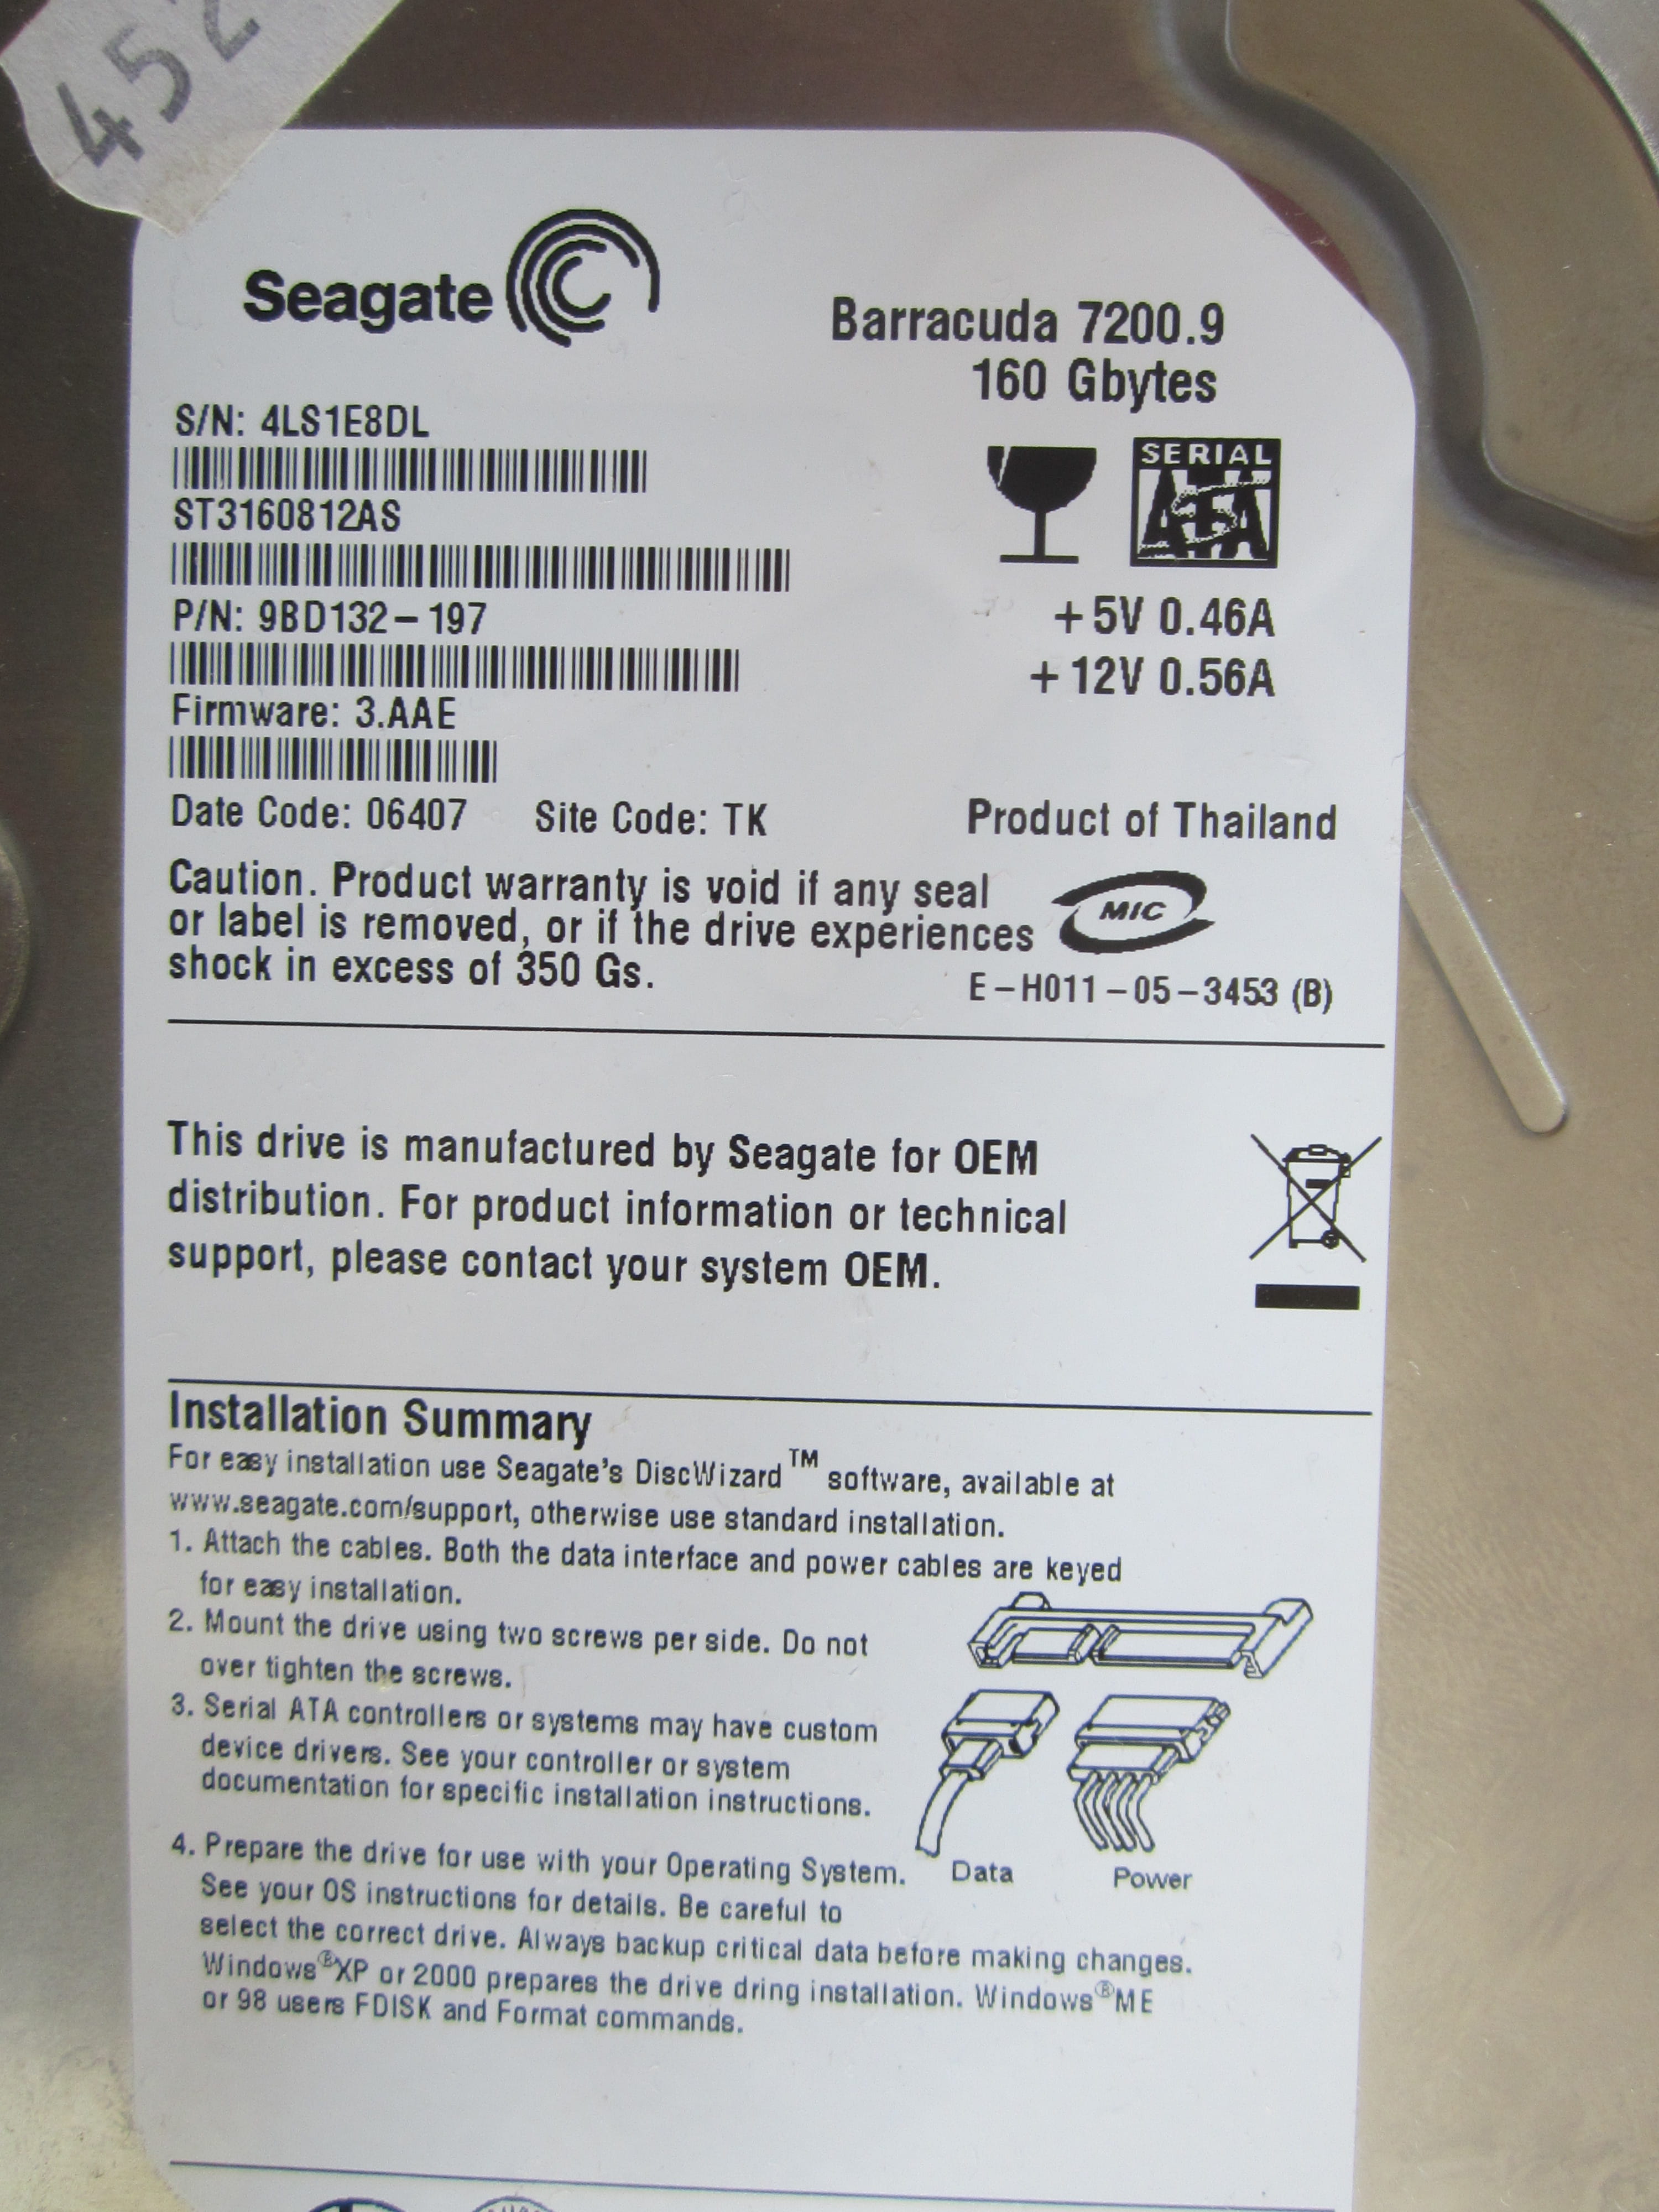 452
Seagate
Barracuda 7200.9
160 Gbytes
S/N: 4LS1E8DL
SERIAL
ATA
ST3160812AS
P/N: 9BD132-197
+5V 0.46A
+12V 0.56A
Firmware: 3.AAE
Date Code: 06407 Site Code: TK
Product of Thailand
Caution. Product warranty is void if any seal
or label is removed, or if the drive experiences
shock in excess of 350 Gs.
MIC
E-H011-05-3453 (B)
This drive is manufactured by Seagate for OEM
distribution. For product information or technical
support, please contact your system OEM.
Installation Summary
For easy installation use Seagate's DiscWizard™ software, available at
www.seagate.com/support, otherwise use standard installation.
1. Attach the cables. Both the data interface and power cables are keyed
for easy installation.
2. Mount the drive using two screws per side. Do not
over tighten the screws.
3. Serial ATA controllers or systems may have custom
device drivers. See your controller or system
documentation for specific installation instructions.
4. Prepare the drive for use with your Operating System.
See your OS instructions for details. Be careful to
select the correct drive. Always backup critical data before making changes.
Windows®XP or 2000 prepares the drive dring installation. Windows®ME
or 98 users FDISK and Format commands.
Data
Power